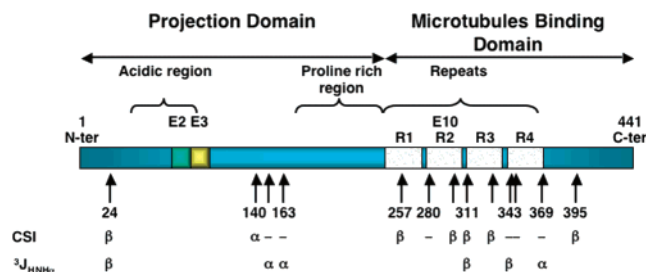 Projection Domain Microtubules Binding
Domain
Acidic region Proline rich
region Repeats
1 E2 E3 E10 441
N-ter R1 R2 R3 R4 C-ter
24 140 163 257 280 311 343 369 395
CSI β α – – β – β β β – – β
³J_HNHα β α α β β α